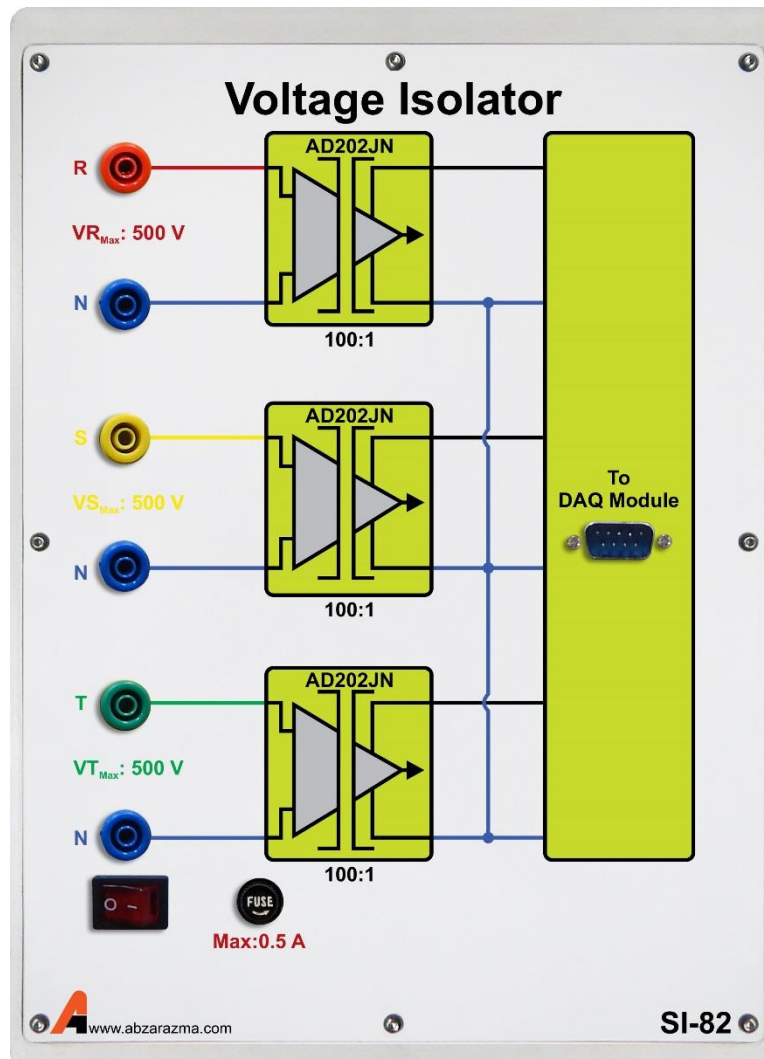 Voltage Isolator
AD202JN
R
VRMax: 500 V
N
100:1
AD202JN
S
VSMax: 500 V
To
DAQ Module
N
100:1
AD202JN
T
VTMax: 500 V
N
100:1
O –
FUSE
Max:0.5 A
www.abzarazma.com
SI-82